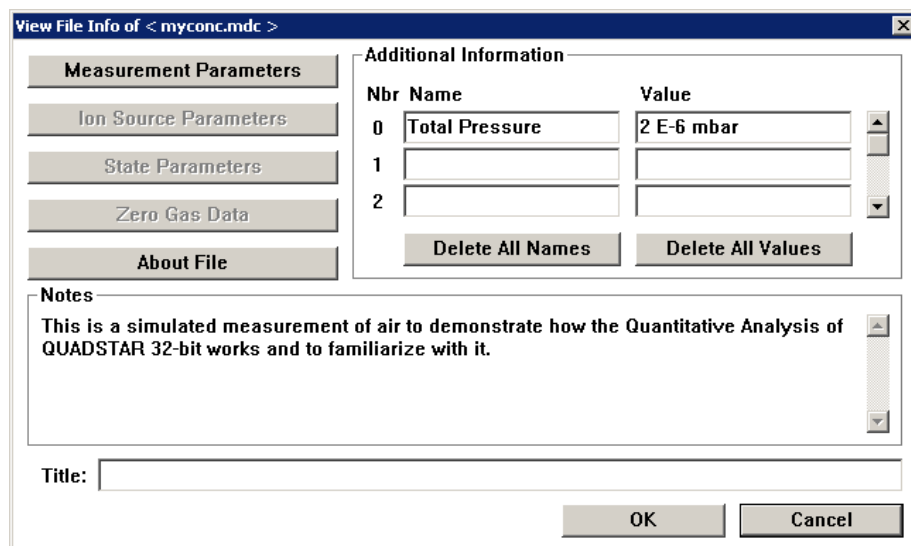 View File Info of < myconc.mdc >
Measurement Parameters
Ion Source Parameters
State Parameters
Zero Gas Data
About File
Additional Information
Nbr Name Value
0 Total Pressure 2 E-6 mbar
1
2
Delete All Names Delete All Values
Notes
This is a simulated measurement of air to demonstrate how the Quantitative Analysis of
QUADSTAR 32-bit works and to familiarize with it.
Title:
OK Cancel